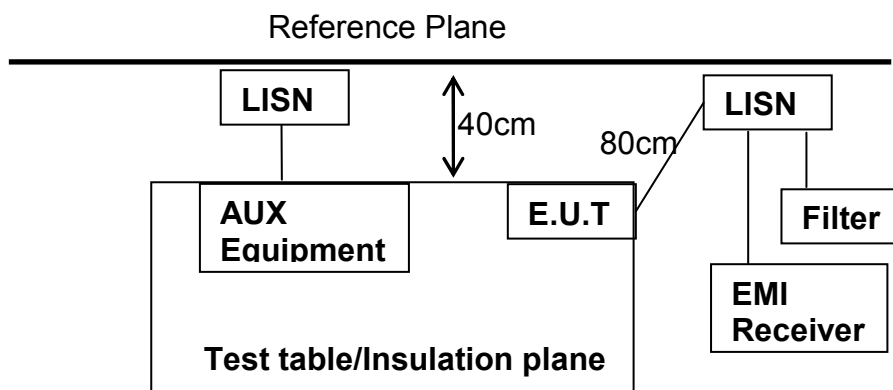 Reference Plane
LISN
40cm
80cm
LISN
AUX
Equipment
E.U.T
Filter
EMI
Receiver
Test table/Insulation plane